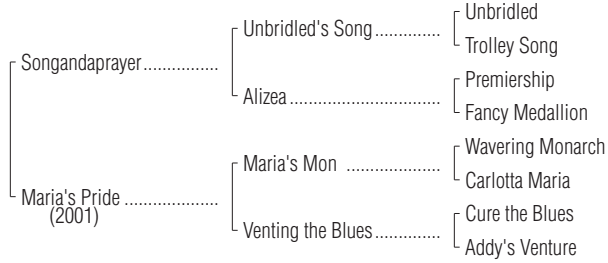 Unbridled
Unbridled's Song..............
Trolley Song
Songandaprayer................
Premiership
Alizea.................................
Fancy Medallion
Wavering Monarch
Maria's Mon ....................
Carlotta Maria
Maria's Pride ....................
(2001)
Cure the Blues
Venting the Blues..............
Addy's Venture